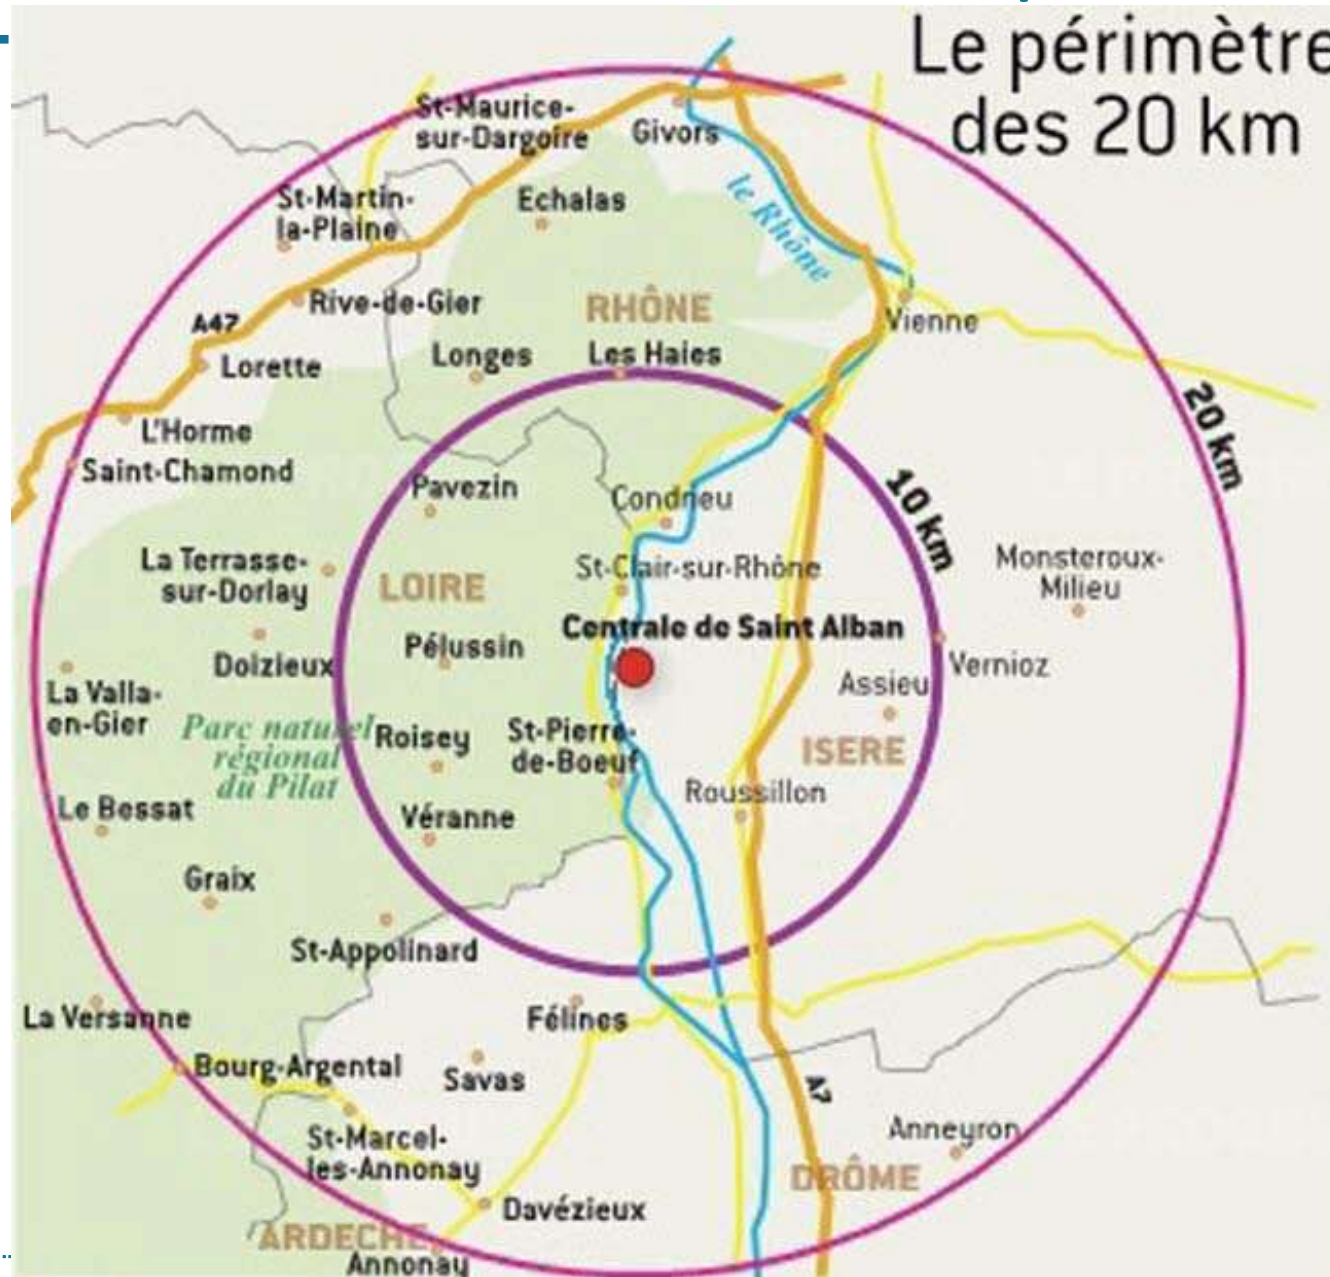 Le périmètre
des 20 km
St-Maurice-
sur-Dargoire
Givors
St-Martin-
la-Plaine
Echalas
le Rhône
Rive-de-Gier
RHÔNE
Vienne
A47
Lorette
Longes
Les Haies
20 km
L'Horme
Saint-Chamond
Pavezin
Condrieu
10 km
La Terrasse-
sur-Dorlay
LOIRE
St-Clair-sur-Rhône
Monsteroux-
Milieu
Centrale de Saint Alban
Pélussin
Doizieux
Vernioz
Assieu
La Valla-
en-Gier
Parc naturel
régional
du Pilat
Roisey
St-Pierre-
de-Boeuf
ISERE
Roussillon
Le Bessat
Véranne
Graix
St-Appolinard
La Versanne
Félines
Bourg-Argental
Savas
A7
St-Marcel-
les-Annonay
Anneyron
DRÔME
Davézieux
ARDECHE
Annonay